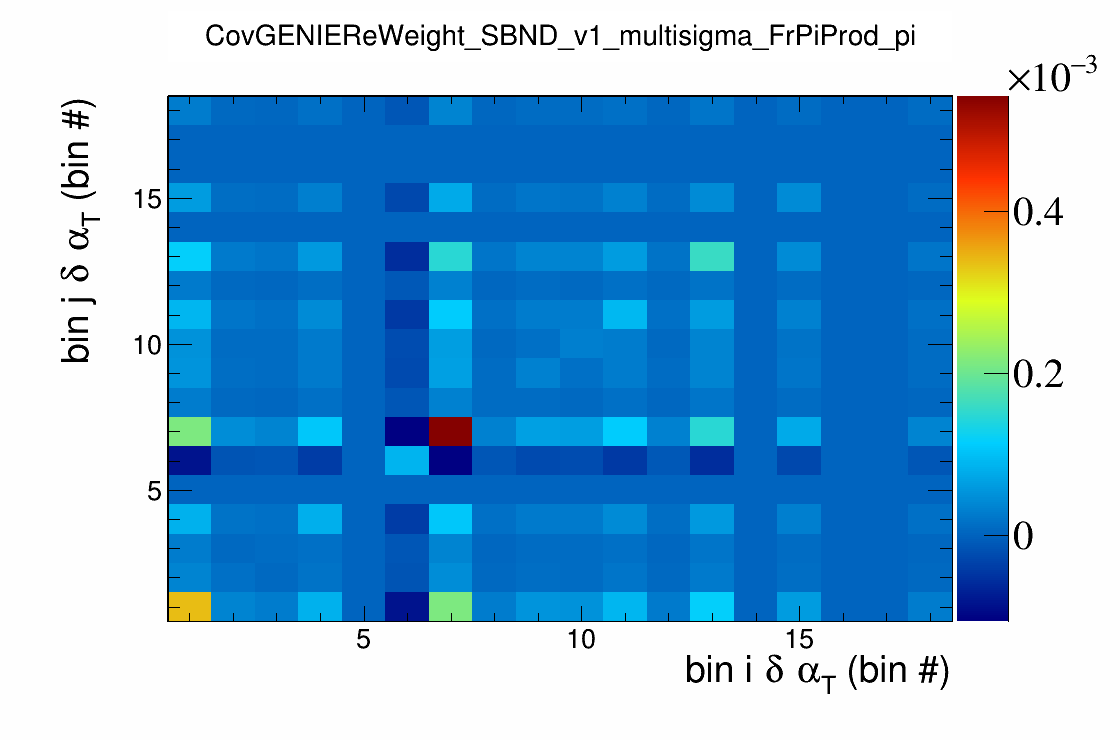 CovGENIEReWeight_SBND_v1_multisigma_FrPiProd_pi
×10⁻³
bin j δ α_T (bin #)
15
10
5
0.4
0.2
0
5 10 15
bin i δ α_T (bin #)